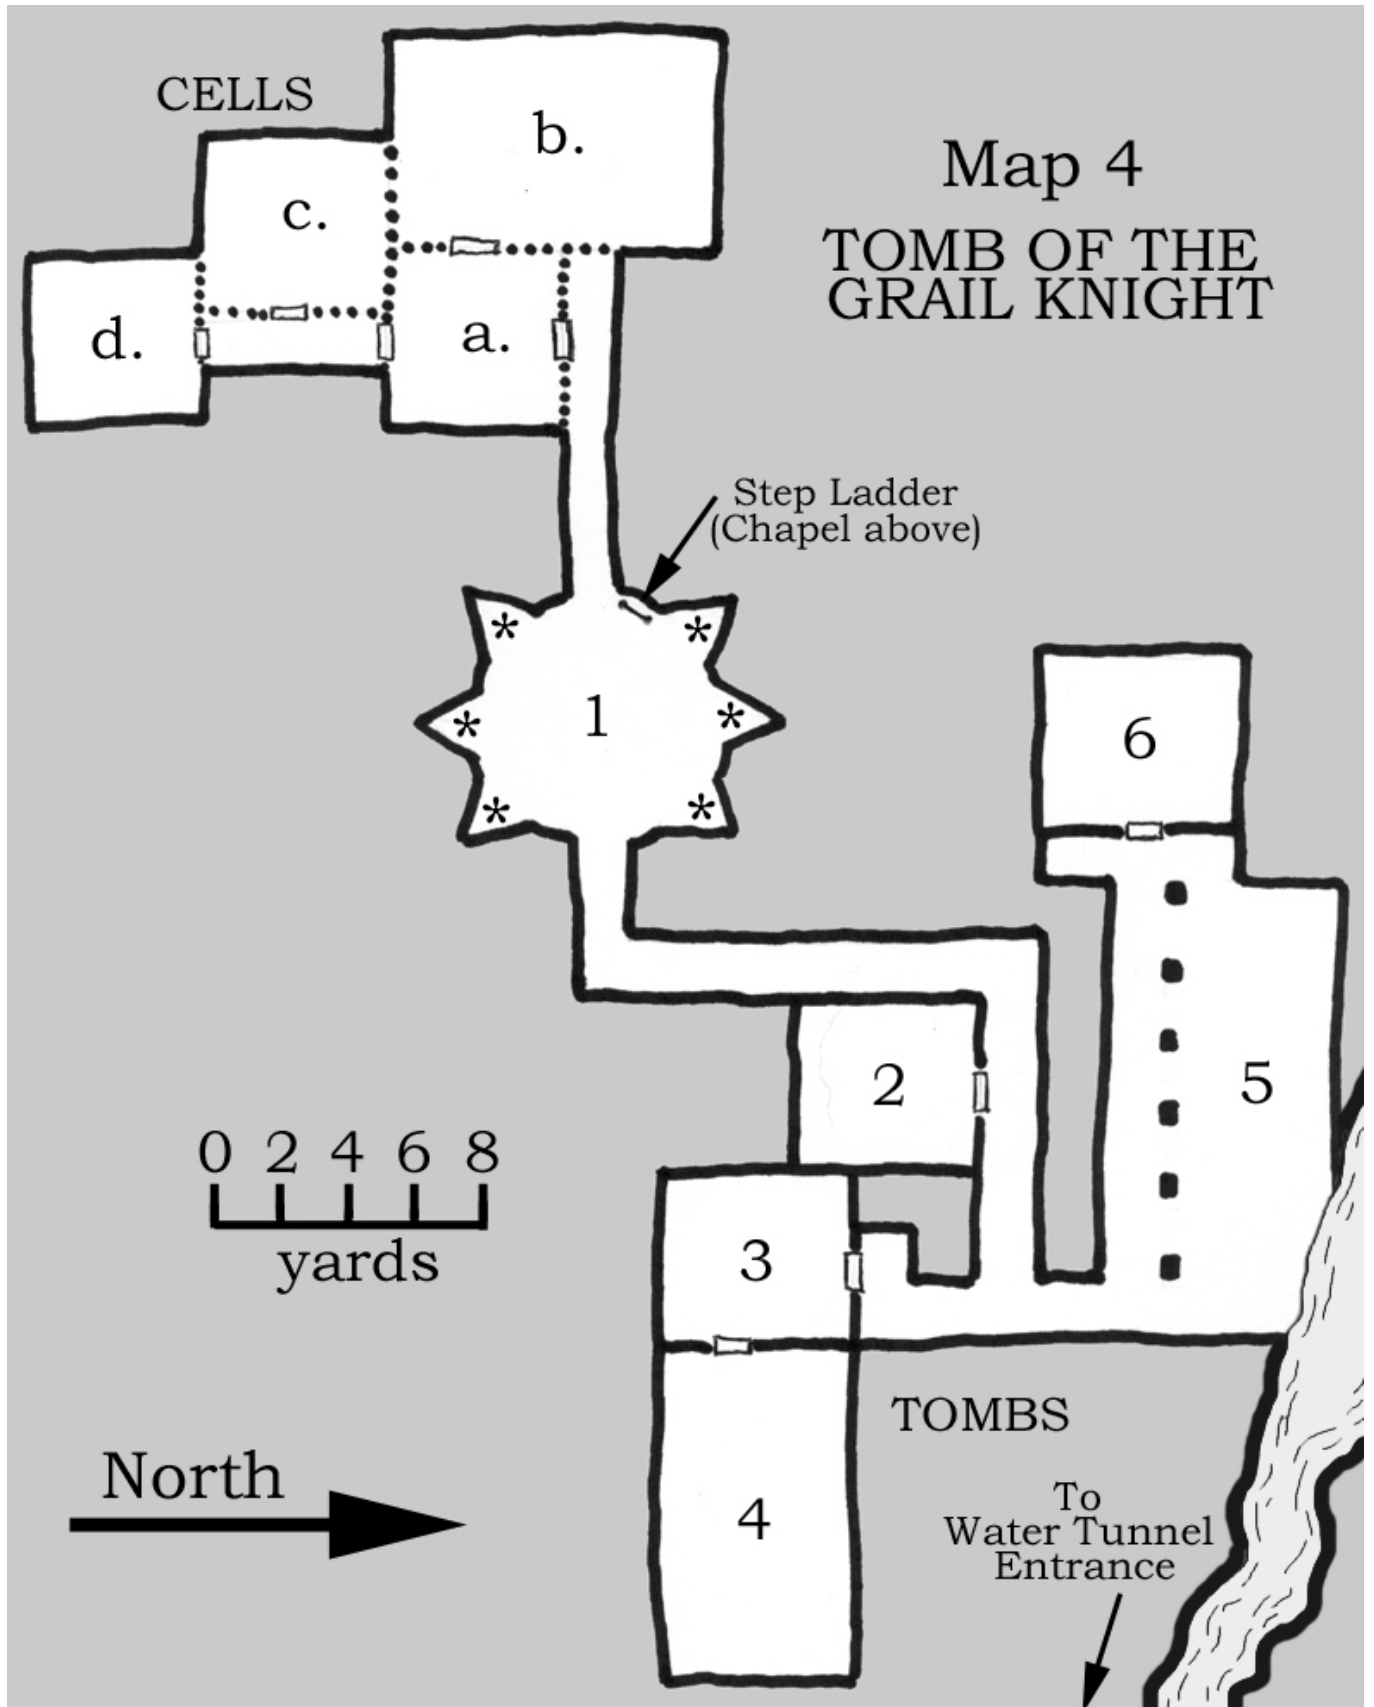 CELLS
b.
c.
d.
a.
Map 4
TOMB OF THE
GRAIL KNIGHT
Step Ladder
(Chapel above)
*
*
*
1
*
*
*
6
2
5
0 2 4 6 8
yards
3
TOMBS
North
4
To
Water Tunnel
Entrance